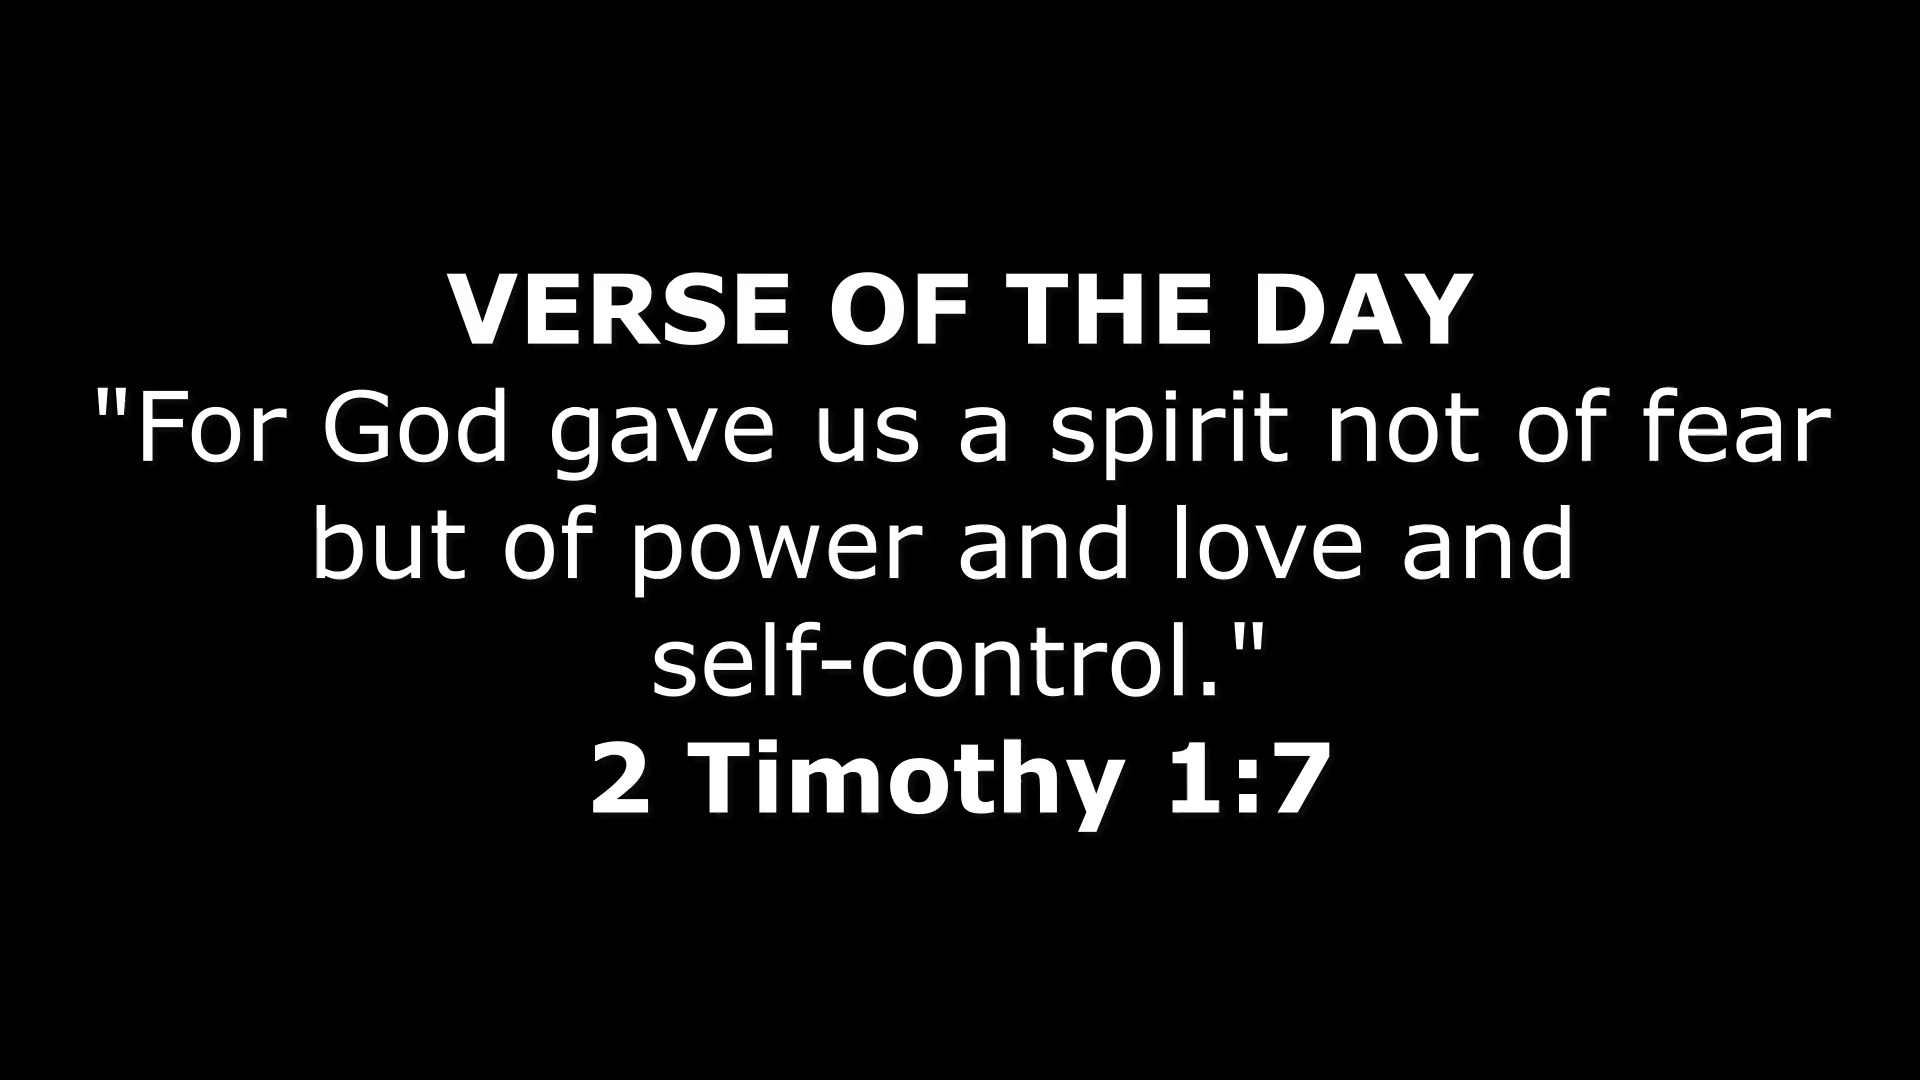 VERSE OF THE DAY
"For God gave us a spirit not of fear
but of power and love and
self-control."
2 Timothy 1:7